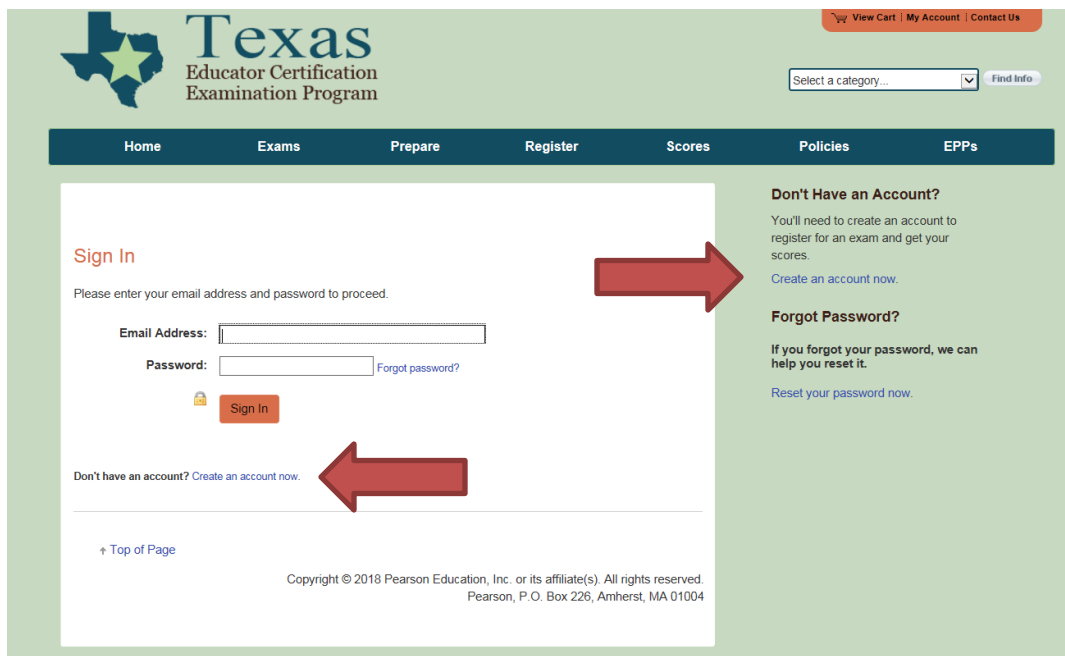 View Cart | My Account | Contact Us
Texas
Educator Certification
Examination Program
Select a category...
Find Info
Home Exams Prepare Register Scores Policies EPPs
Sign In
Please enter your email address and password to proceed.
Email Address:
Password:
Forgot password?
Sign In
Don't have an account? Create an account now.
Top of Page
Copyright © 2018 Pearson Education, Inc. or its affiliate(s). All rights reserved.
Pearson, P.O. Box 226, Amherst, MA 01004
Don't Have an Account?
You'll need to create an account to
register for an exam and get your
scores.
Create an account now.
Forgot Password?
If you forgot your password, we can
help you reset it.
Reset your password now.